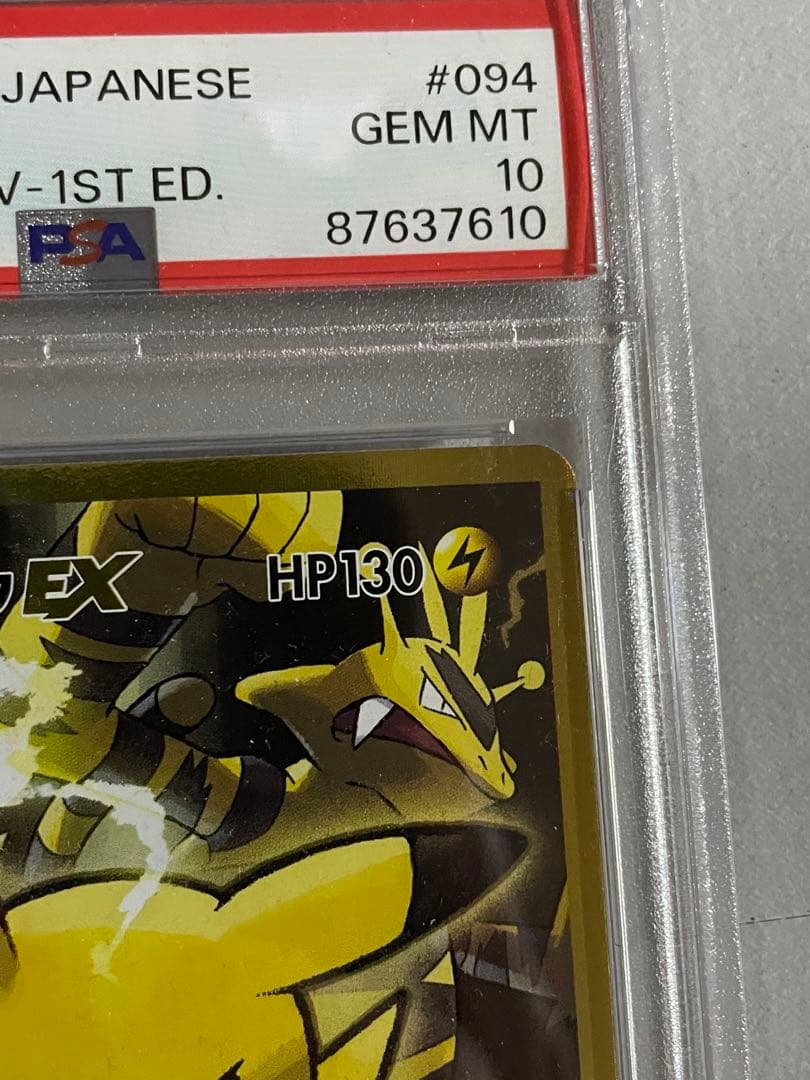 JAPANESE #094
GEM MT
V-1ST ED. 10
PSA 87637610
EX HP130